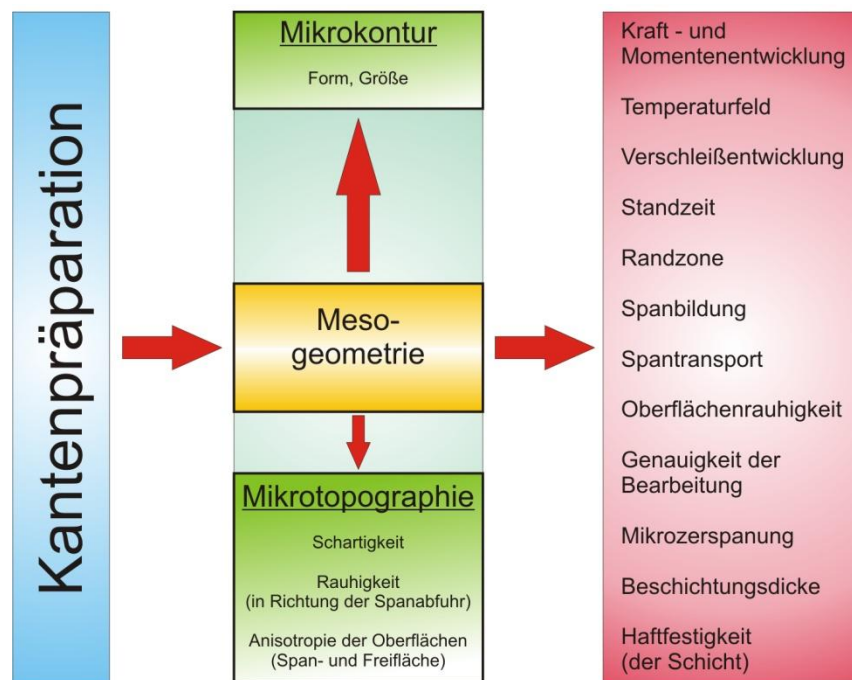 Kantenpräparation
Mikrokontur
Form, Größe
Meso-
geometrie
Mikrotopographie
Schartigkeit
Rauhigkeit
(in Richtung der Spanabfuhr)
Anisotropie der Oberflächen
(Span- und Freifläche)
Kraft - und
Momentenentwicklung
Temperaturfeld
Verschleißentwicklung
Standzeit
Randzone
Spanbildung
Spantransport
Oberflächenrauhigkeit
Genauigkeit der
Bearbeitung
Mikrozerspanung
Beschichtungsdicke
Haftfestigkeit
(der Schicht)